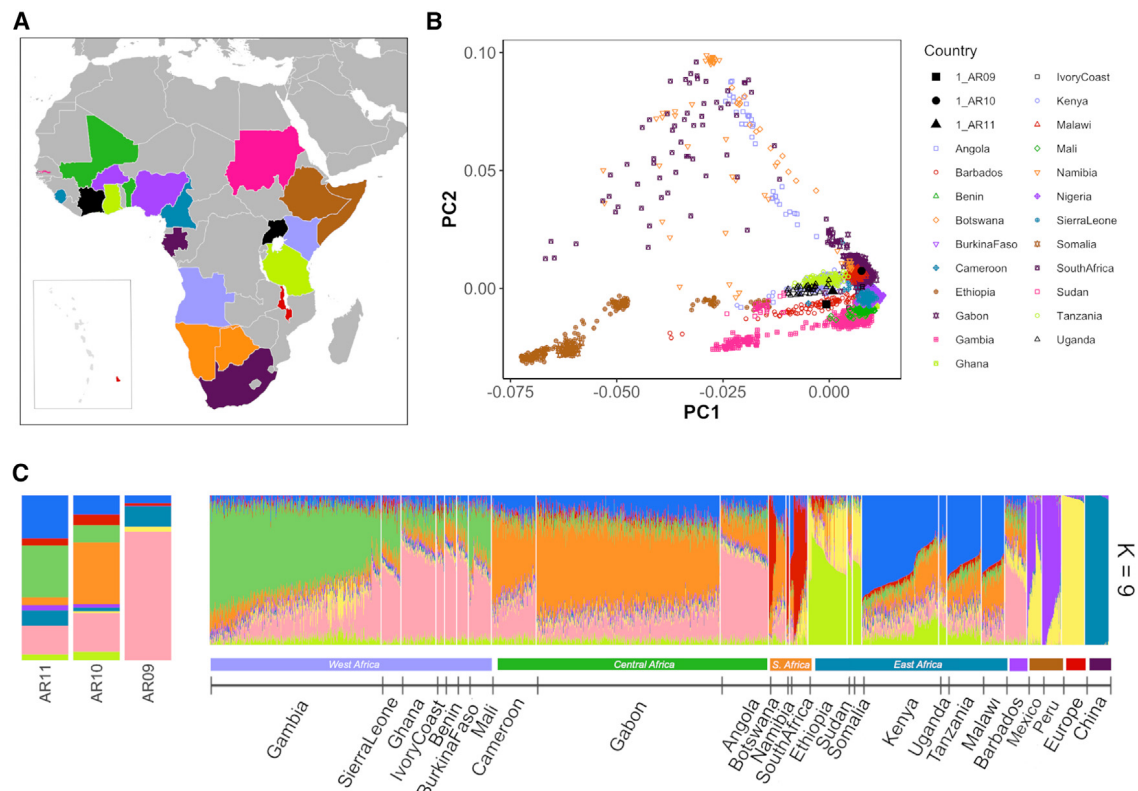 A
B
0.10
0.05
0.00
PC2
-0.075
-0.050
-0.025
0.000
PC1
Country
1_AR09
1_AR10
1_AR11
Angola
Barbados
Benin
Botswana
BurkinaFaso
Cameroon
Ethiopia
Gabon
Gambia
Ghana
IvoryCoast
Kenya
Malawi
Mali
Namibia
Nigeria
SierraLeone
Somalia
SouthAfrica
Sudan
Tanzania
Uganda
C
AR11
AR10
AR09
K = 9
West Africa
Central Africa
S. Africa
East Africa
Gambia
SierraLeone
Ghana
IvoryCoast
Benin
BurkinaFaso
Mali
Cameroon
Gabon
Angola
Botswana
Namibia
SouthAfrica
Ethiopia
Sudan
Somalia
Kenya
Uganda
Tanzania
Malawi
Barbados
Mexico
Peru
Europe
China